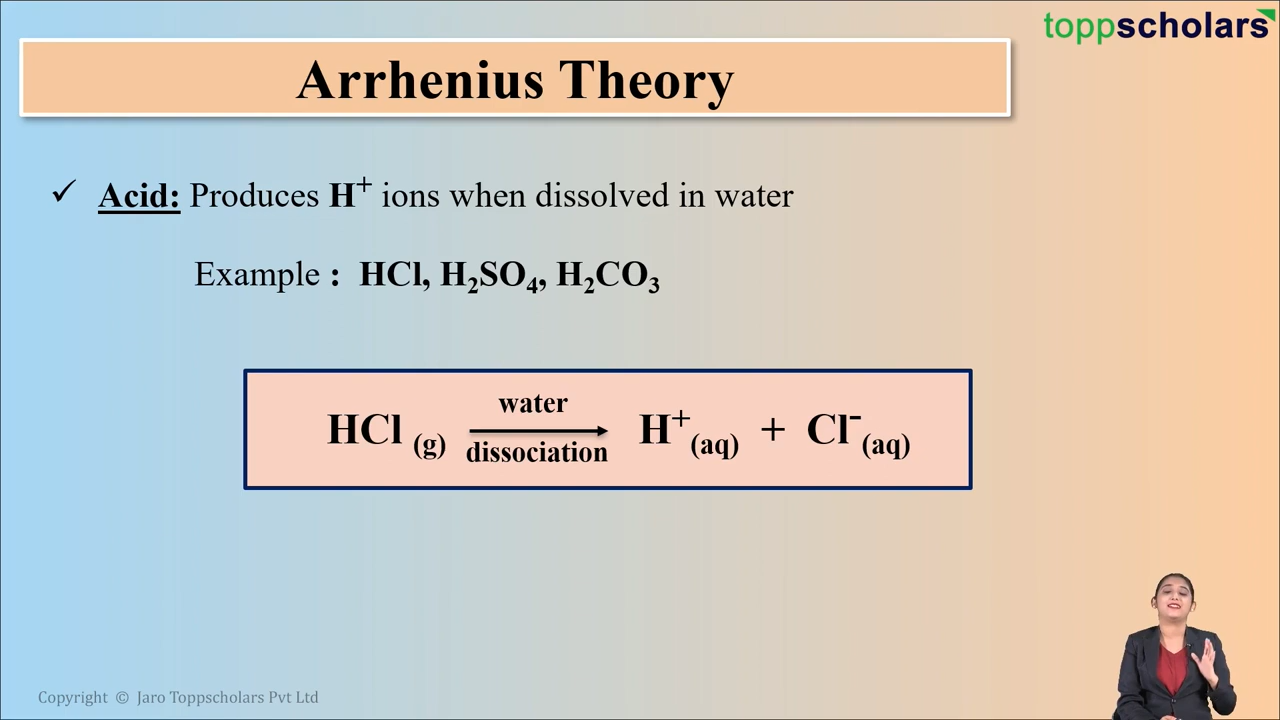 toppscholars
Arrhenius Theory
✓ Acid: Produces H⁺ ions when dissolved in water
Example : HCl, H₂SO₄, H₂CO₃
water
HCl (g) → H⁺(aq) + Cl⁻(aq)
dissociation
Copyright © Jaro Toppscholars Pvt Ltd